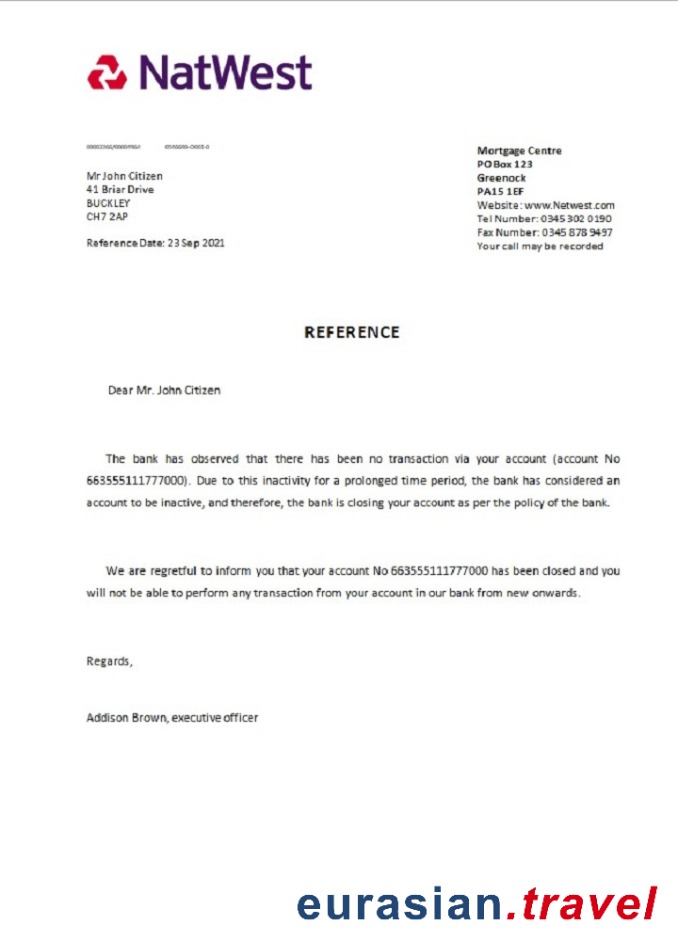 NatWest
Mr John Citizen
41 Briar Drive
BUCKLEY
CH7 2AP
Reference Date: 23 Sep 2021
Mortgage Centre
PO Box 123
Greenock
PA15 1EF
Website: www.Netwest.com
Tel Number: 0345 302 0190
Fax Number: 0345 878 9497
Your call may be recorded
REFERENCE
Dear Mr. John Citizen
The bank has observed that there has been no transaction via your account (account No
663555111777000). Due to this inactivity for a prolonged time period, the bank has considered an
account to be inactive, and therefore, the bank is closing your account as per the policy of the bank.
We are regretful to inform you that your account No 663555111777000 has been closed and you
will not be able to perform any transaction from your account in our bank from new onwards.
Regards,
Addison Brown, executive officer
eurasian.travel